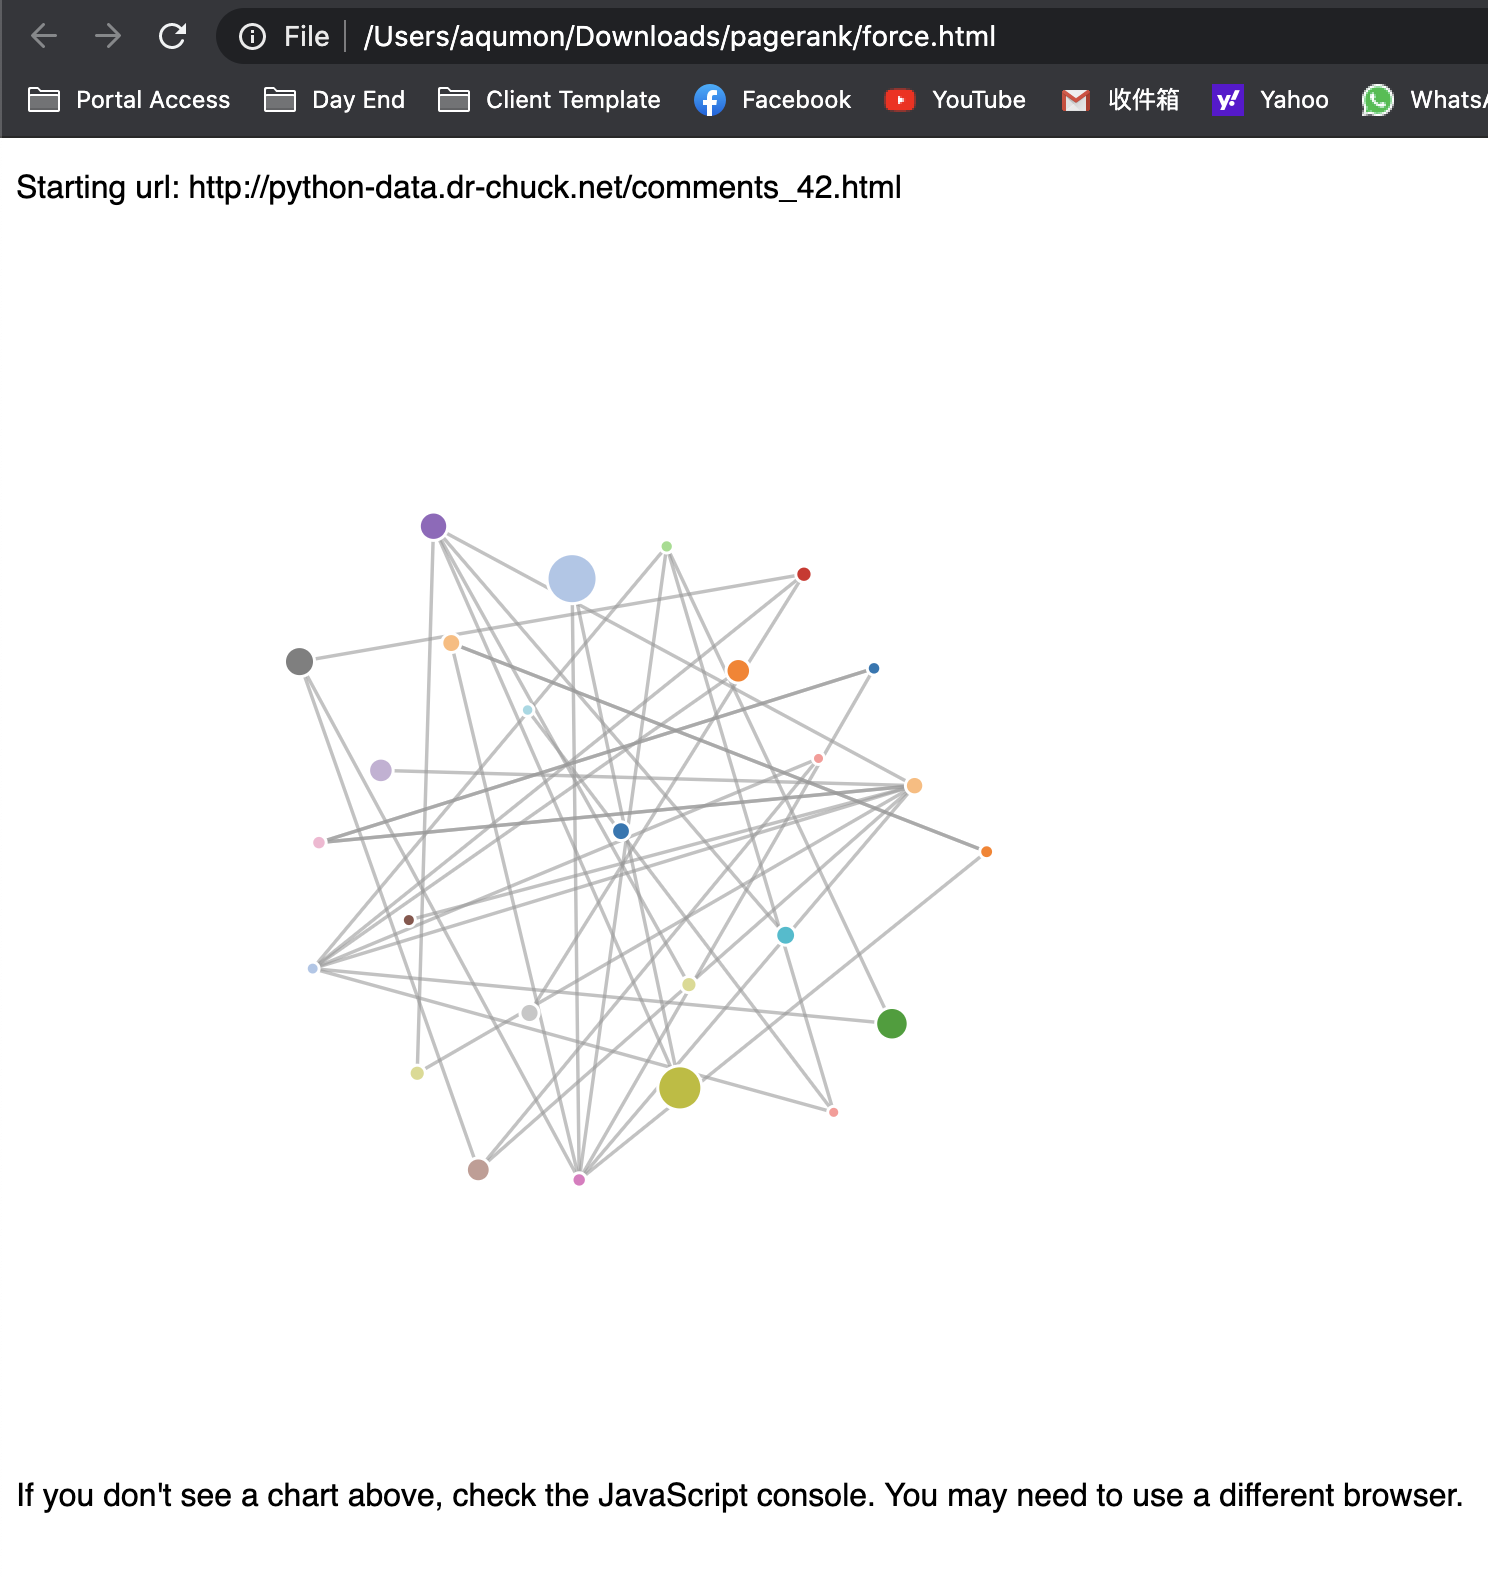 File /Users/aqumon/Downloads/pagerank/force.html
Portal Access Day End Client Template Facebook YouTube 收件箱 Yahoo
Starting url: http://python-data.dr-chuck.net/comments_42.html
If you don't see a chart above, check the JavaScript console. You may need to use a different browser.